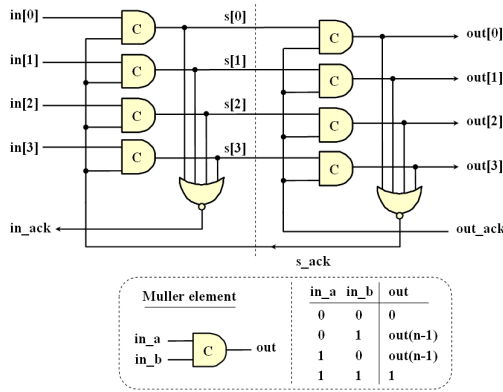 in[0] C s[0] C out[0]
in[1] C s[1] C out[1]
in[2] C s[2] C out[2]
in[3] C s[3] C out[3]
in_ack out_ack
s_ack
Muller element
in_a in_b out
in_a
in_b C out
0 0 0
0 1 out(n-1)
1 0 out(n-1)
1 1 1